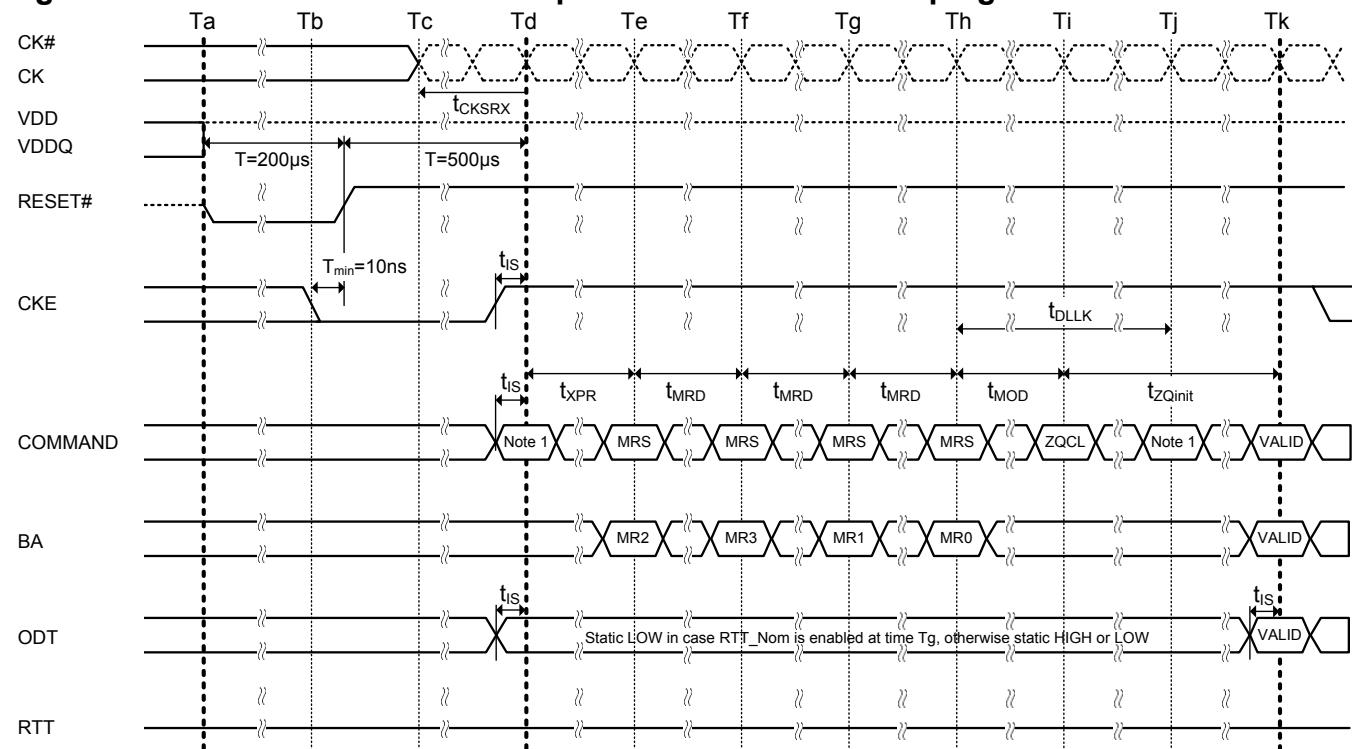 Ta Tb Tc Td Te Tf Tg Th Ti Tj Tk
CK#
CK
tCKSRX
VDD
VDDQ
T=200µs T=500µs
RESET#
Tmin=10ns
tIS
CKE
tDLLK
tIS tXPR tMRD tMRD tMRD tMOD tZQinit
COMMAND Note 1 MRS MRS MRS MRS ZQCL Note 1 VALID
BA MR2 MR3 MR1 MR0 VALID
tIS tIS
ODT Static LOW in case RTT_Nom is enabled at time Tg, otherwise static HIGH or LOW VALID
RTT